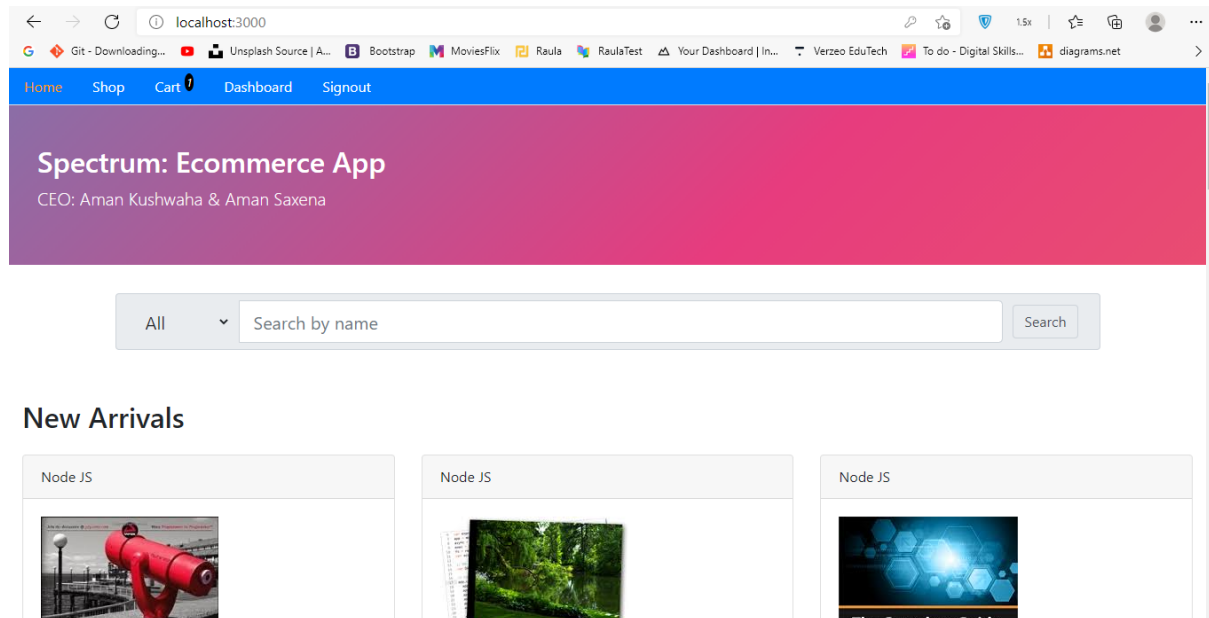 localhost:3000
1.5x
G Git - Downloading... Unsplash Source | A... B Bootstrap MoviesFlix Raula RaulaTest Your Dashboard | In... Verzeo EduTech To do - Digital Skills... diagrams.net
Home Shop Cart 1 Dashboard Signout
Spectrum: Ecommerce App
CEO: Aman Kushwaha & Aman Saxena
All Search by name Search
New Arrivals
Node JS Node JS Node JS